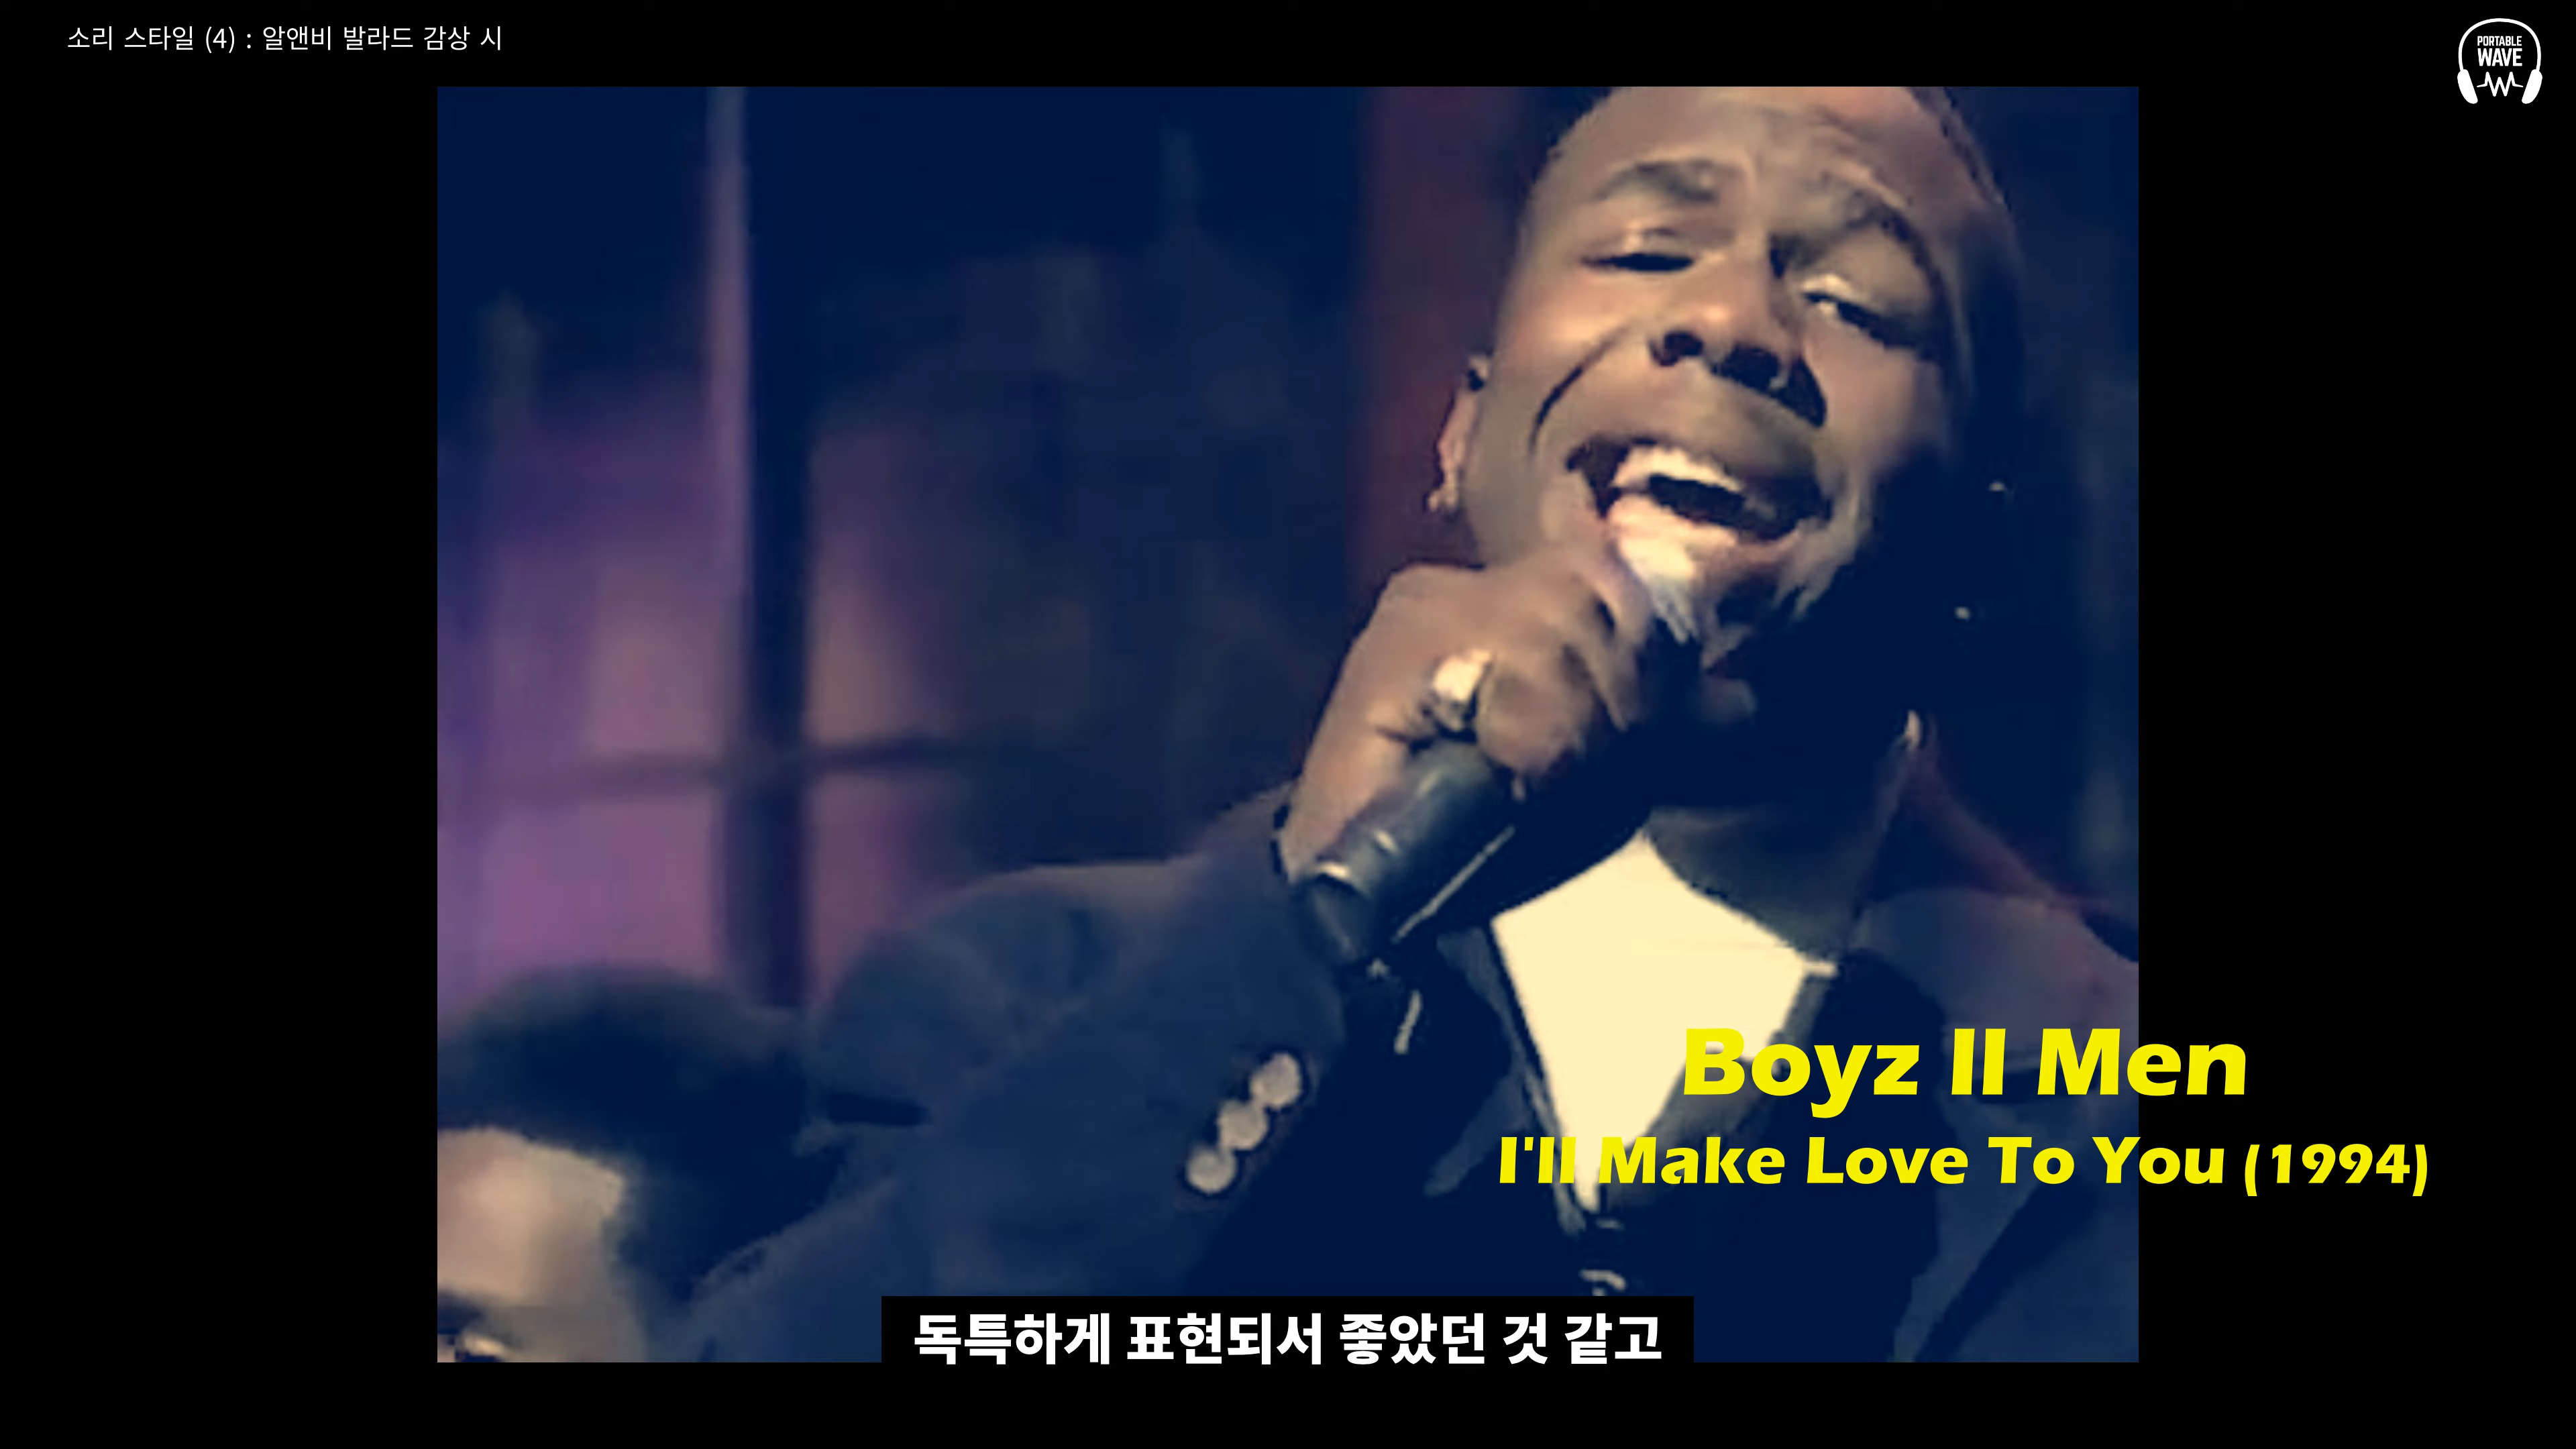 소리 스타일 (4) : 알앤비 발라드 감상 시
PORTABLE
WAVE
Boyz II Men
I'll Make Love To You (1994)
독특하게 표현되서 좋았던 것 같고